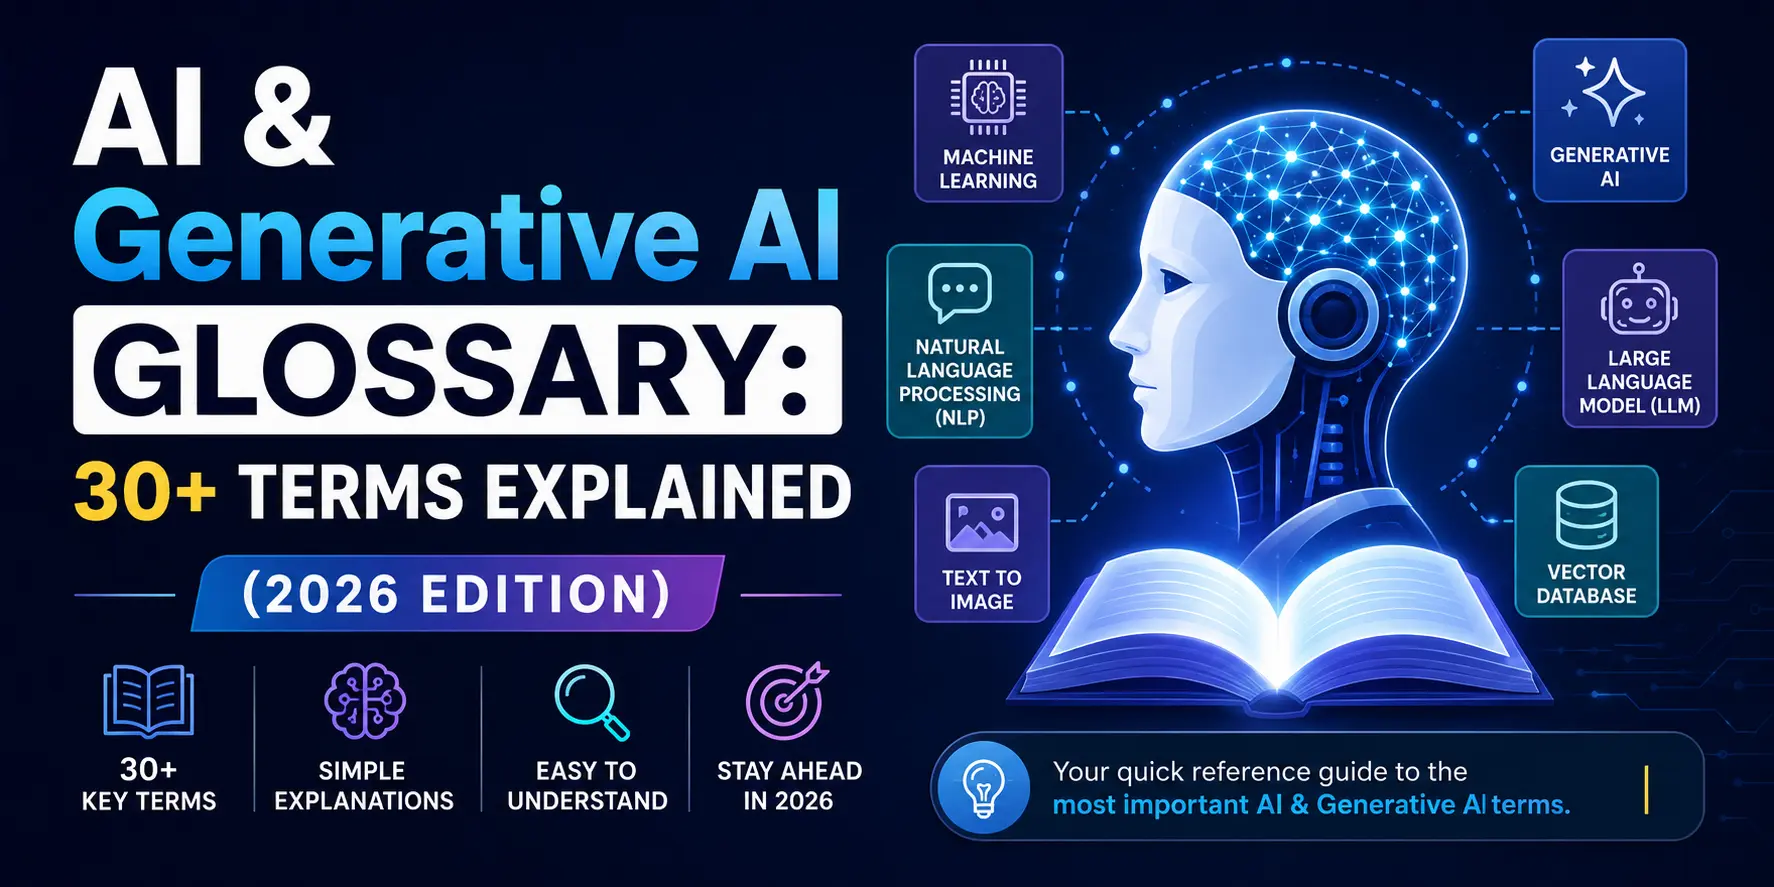 AI &
Generative AI
GLOSSARY:
30+ TERMS EXPLAINED
(2026 EDITION)
30+
KEY TERMS
SIMPLE
EXPLANATIONS
EASY TO
UNDERSTAND
STAY AHEAD
IN 2026
MACHINE
LEARNING
GENERATIVE
AI
NATURAL
LANGUAGE
PROCESSING
(NLP)
LARGE
LANGUAGE
MODEL (LLM)
TEXT TO
IMAGE
VECTOR
DATABASE
Your quick reference guide to the
most important AI & Generative AI terms.